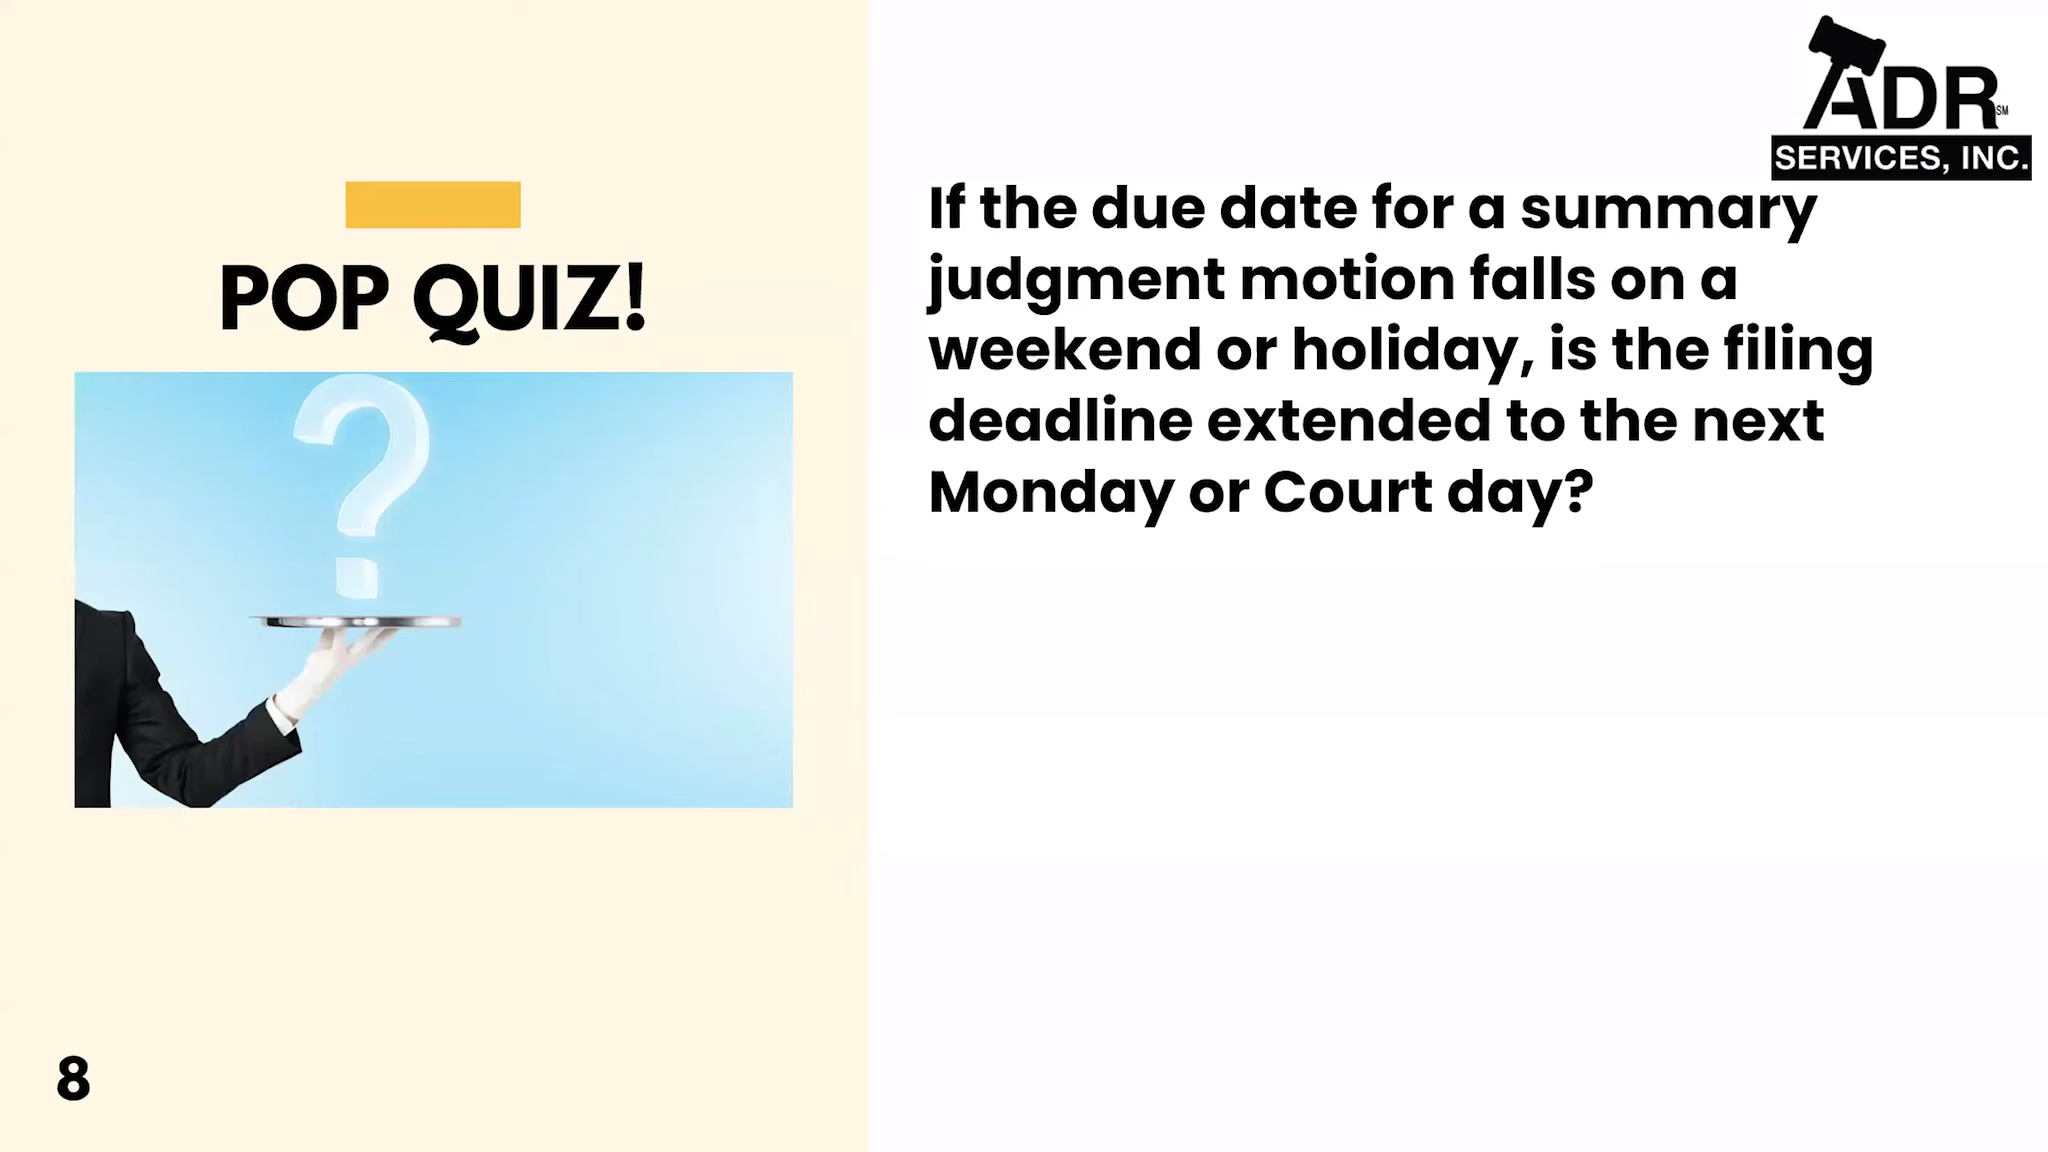 ADR SM
SERVICES, INC.
POP QUIZ!
If the due date for a summary
judgment motion falls on a
weekend or holiday, is the filing
deadline extended to the next
Monday or Court day?
8